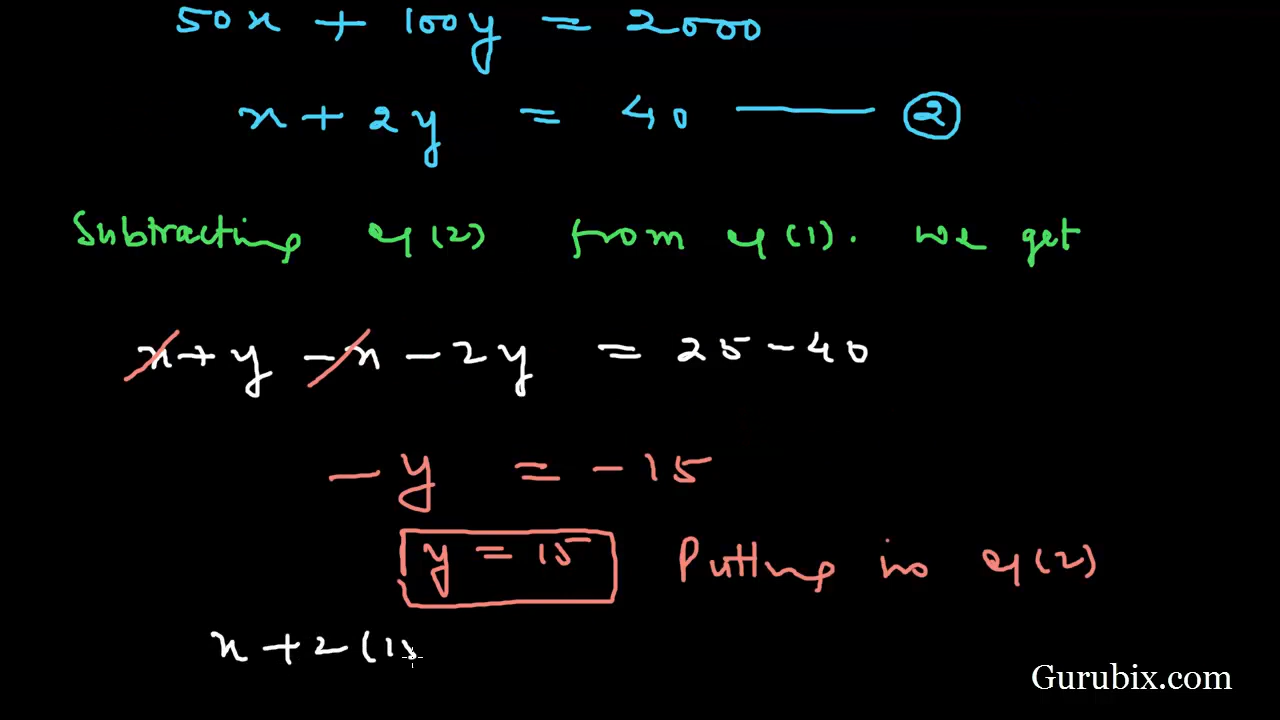 50x + 100y = 2000
x + 2y = 40 —— 2
Subtracting eq(2) from eq(1). we get
x + y - x - 2y = 25 - 40
- y = - 15
y = 15 Putting in eq(2)
x + 2(15
Gurubix.com